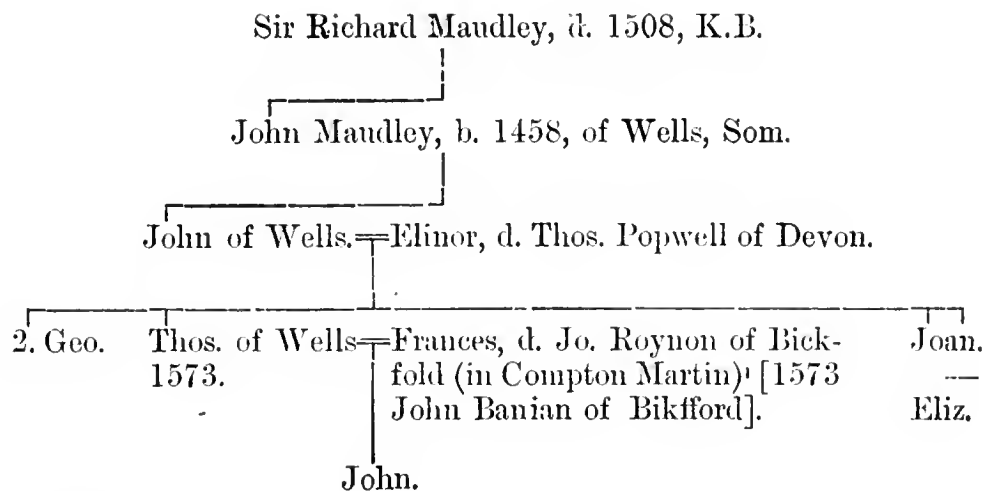 Sir Richard Maudley, d. 1508, K.B.
John Maudley, b. 1458, of Wells, Som.
John of Wells.=Elinor, d. Thos. Popwell of Devon.
2. Geo. Thos. of Wells=Frances, d. Jo. Roynon of Bick- Joan.
1573. fold (in Compton Martin) [1573 —
John Banian of Bikfford]. Eliz.
John.